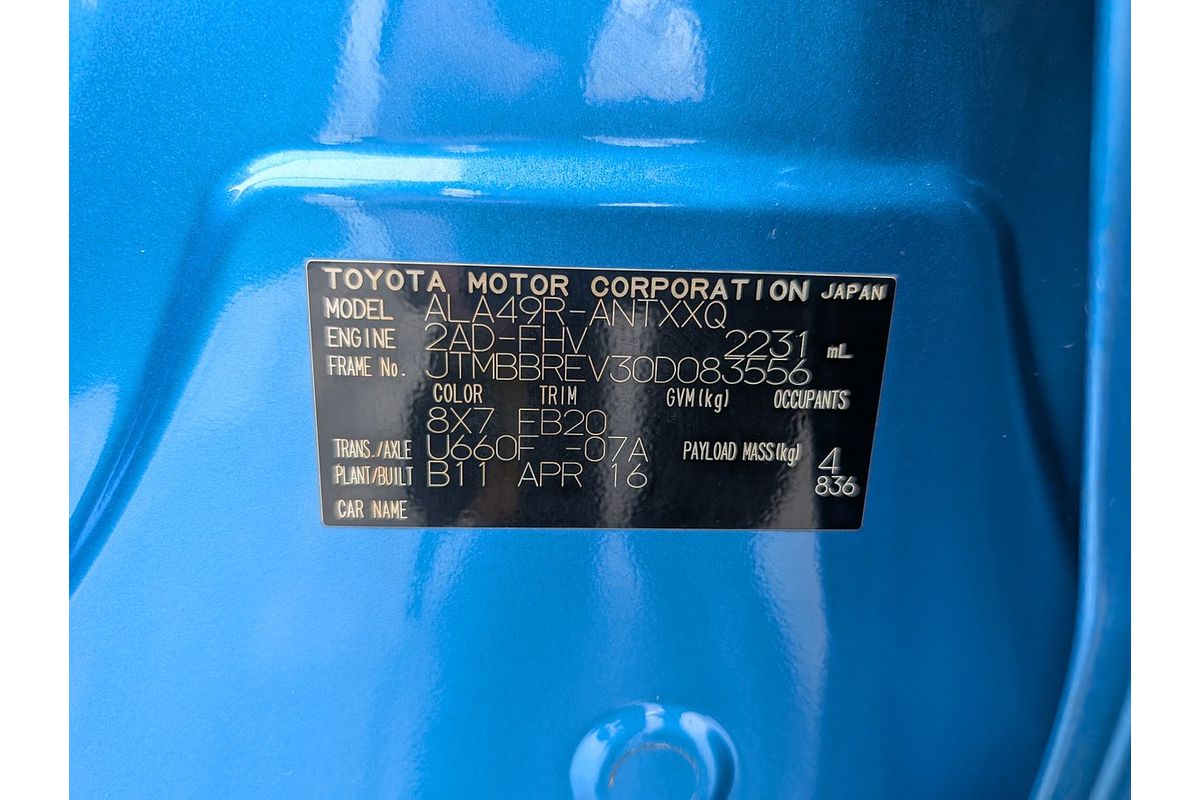 TOYOTA MOTOR CORPORATION JAPAN
MODEL ALA49R-ANTXXQ
ENGINE 2AD-FHV 2231 mL
FRAME No. JTMBBREV30D083556
COLOR TRIM GVM(kg) OCCUPANTS
8X7 FB20
TRANS./AXLE U660F -07A PAYLOAD MASS(kg) 4
PLANT/BUILT B11 APR 16 836
CAR NAME